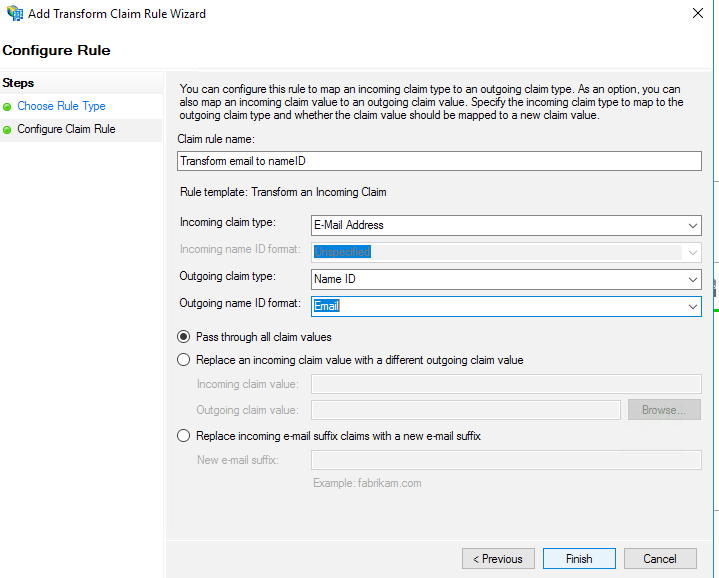 Add Transform Claim Rule Wizard
Configure Rule
Steps
Choose Rule Type
Configure Claim Rule
You can configure this rule to map an incoming claim type to an outgoing claim type. As an option, you can
also map an incoming claim value to an outgoing claim value. Specify the incoming claim type to map to the
outgoing claim type and whether the claim value should be mapped to a new claim value.
Claim rule name:
Transform email to nameID
Rule template: Transform an Incoming Claim
Incoming claim type: E-Mail Address
Incoming name ID format: Unspecified
Outgoing claim type: Name ID
Outgoing name ID format: Email
Pass through all claim values
Replace an incoming claim value with a different outgoing claim value
Incoming claim value:
Outgoing claim value: Browse...
Replace incoming e-mail suffix claims with a new e-mail suffix
New e-mail suffix:
Example: fabrikam.com
< Previous Finish Cancel